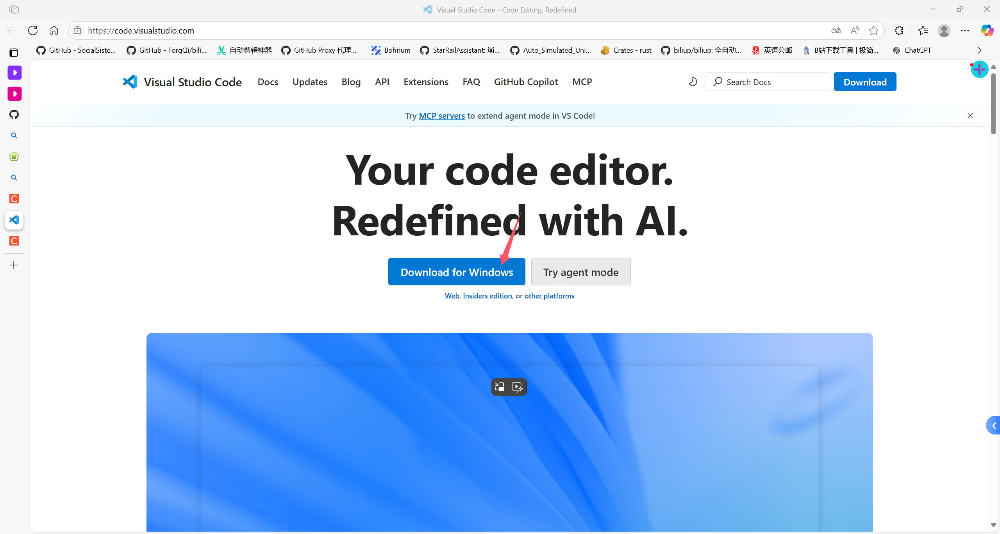 Visual Studio Code - Code Editing. Redefined
https://code.visualstudio.com
GitHub - SocialSiste... GitHub - ForgQi/bili... 自动剪辑神器 GitHub Proxy 代理... Bohrium StarRailAssistant: 崩... Auto_Simulated_Uni... Crates - rust biliup/biliup: 全自动... 英语公邮 B站下载工具 | 极简... ChatGPT
Visual Studio Code Docs Updates Blog API Extensions FAQ GitHub Copilot MCP Search Docs Download
Try MCP servers to extend agent mode in VS Code!
Your code editor.
Redefined with AI.
Download for Windows Try agent mode
Web, Insiders edition, or other platforms